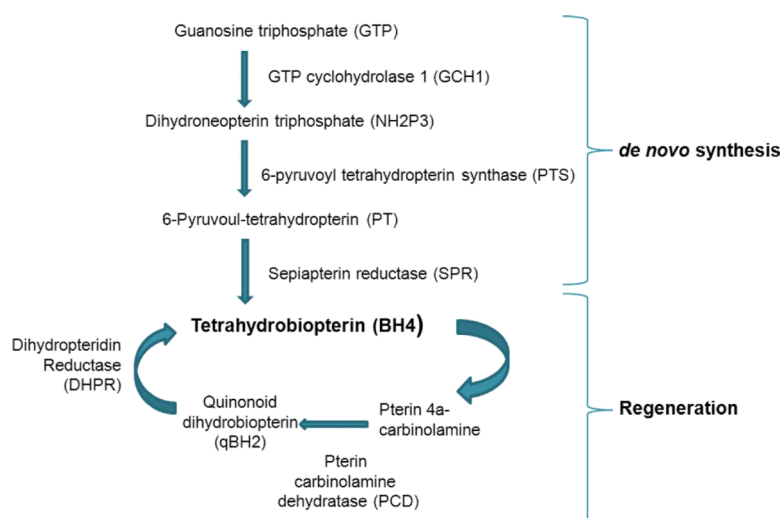 Guanosine triphosphate (GTP)
GTP cyclohydrolase 1 (GCH1)
Dihydroneopterin triphosphate (NH2P3)
de novo synthesis
6-pyruvoyl tetrahydropterin synthase (PTS)
6-Pyruvoul-tetrahydropterin (PT)
Sepiapterin reductase (SPR)
Tetrahydrobiopterin (BH4)
Dihydropteridin
Reductase
(DHPR)
Quinonoid
dihydrobiopterin
(qBH2)
Pterin 4a-
carbinolamine
Regeneration
Pterin
carbinolamine
dehydratase (PCD)